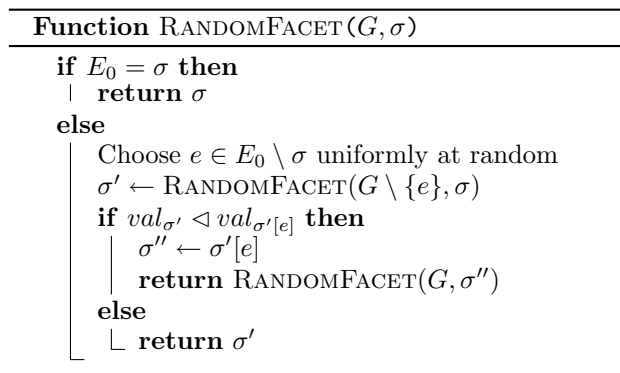 Function RANDOMFACET(G, σ)
if E₀ = σ then
return σ
else
Choose e ∈ E₀ \ σ uniformly at random
σ′ ← RANDOMFACET(G \ {e}, σ)
if val_σ′ ◁ val_σ′[e] then
σ″ ← σ′[e]
return RANDOMFACET(G, σ″)
else
return σ′